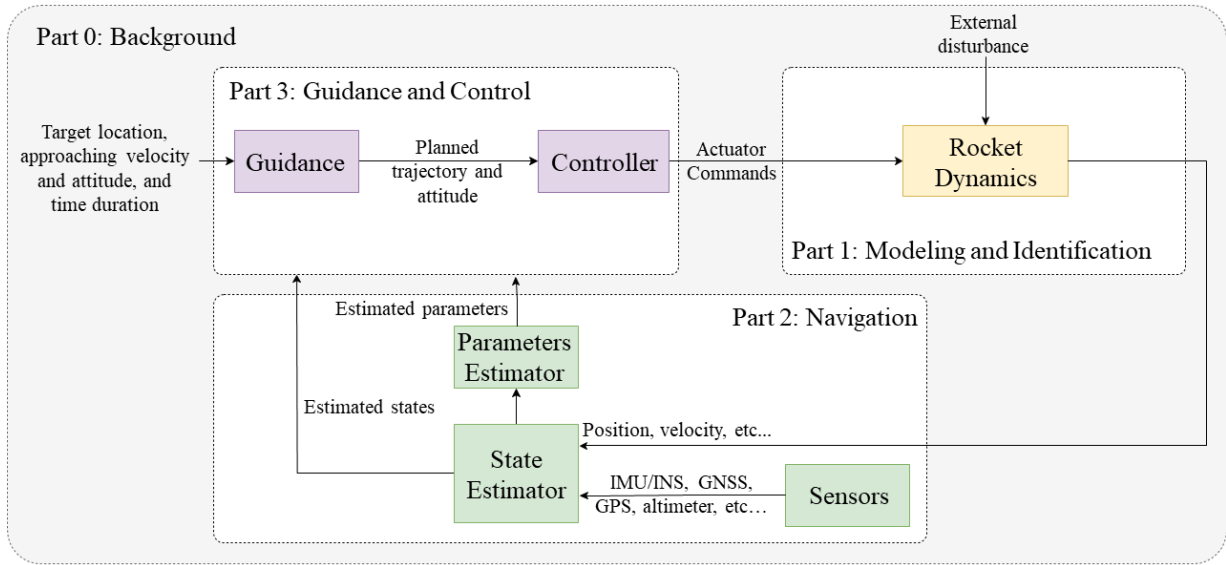 Part 0: Background
External
disturbance
Part 3: Guidance and Control
Target location,
approaching velocity
and attitude, and
time duration
Guidance
Planned
trajectory and
attitude
Controller
Actuator
Commands
Rocket
Dynamics
Part 1: Modeling and Identification
Estimated parameters
Part 2: Navigation
Parameters
Estimator
Estimated states
Position, velocity, etc...
State
Estimator
IMU/INS, GNSS,
GPS, altimeter, etc…
Sensors